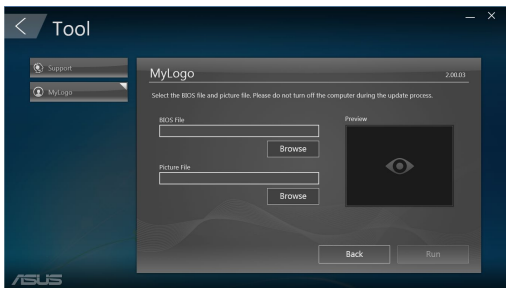 Tool
Support
MyLogo
MyLogo
2.00.03
Select the BIOS file and picture file. Please do not turn off the computer during the update process.
BIOS File
Browse
Picture File
Browse
Preview
Back
Run
ASUS